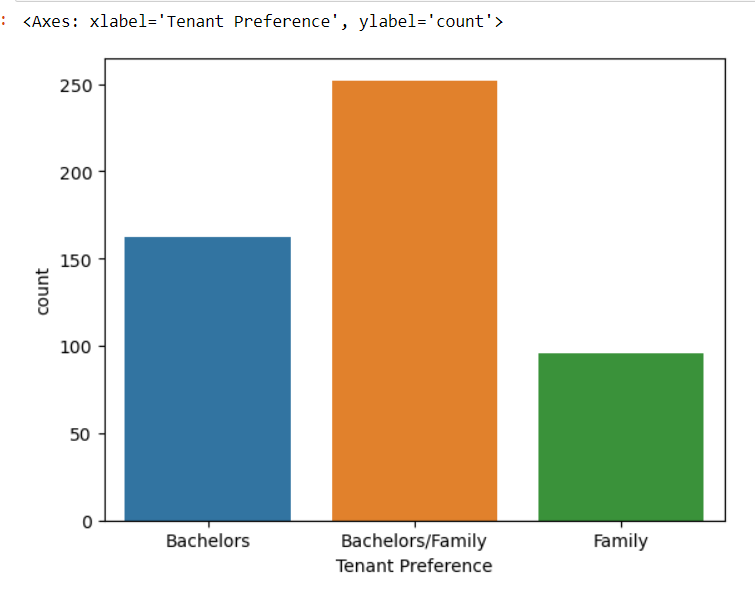 : <Axes: xlabel='Tenant Preference', ylabel='count'>
250
200
150
100
50
0
count
Bachelors Bachelors/Family Family
Tenant Preference